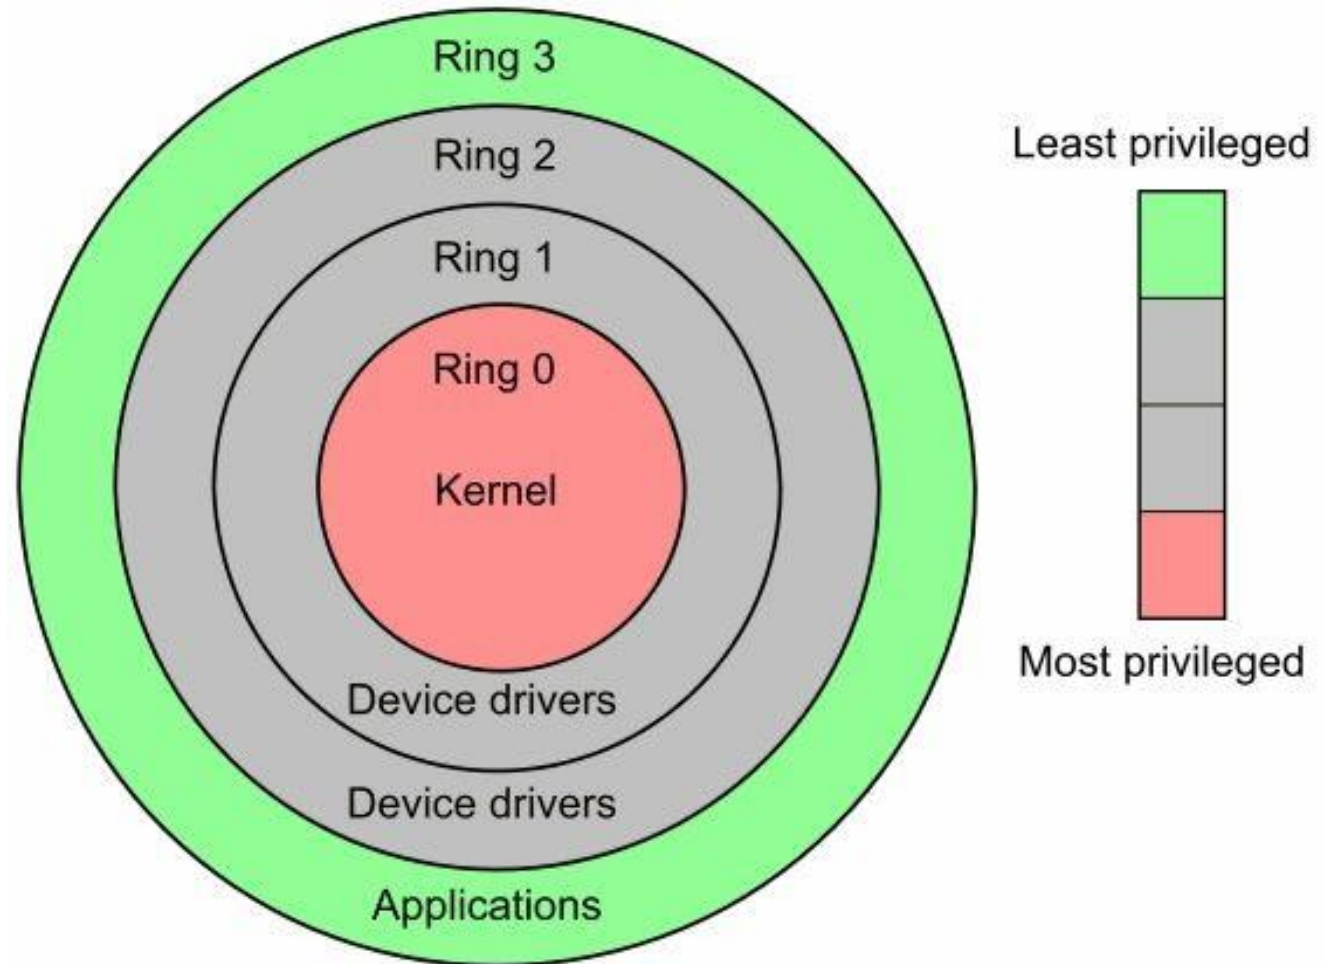 Ring 3
Ring 2
Ring 1
Ring 0
Kernel
Device drivers
Device drivers
Applications
Least privileged
Most privileged